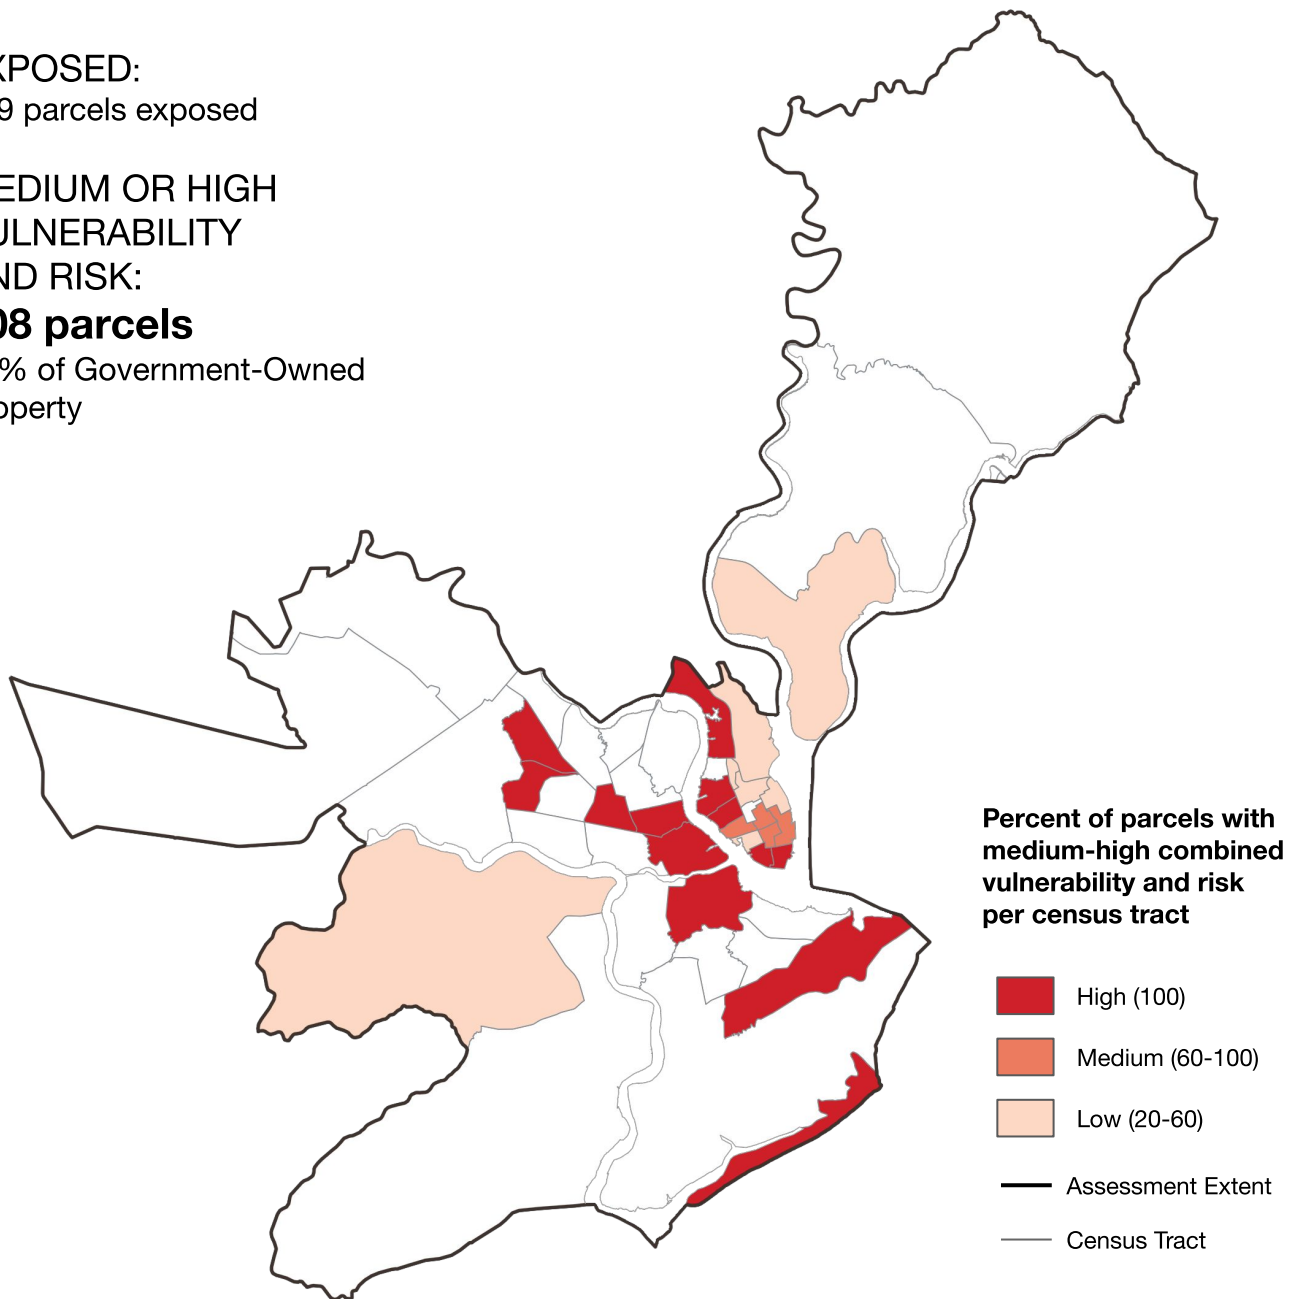 XPOSED:
9 parcels exposed
EDIUM OR HIGH
ULNERABILITY
ND RISK:
08 parcels
% of Government-Owned
operty
Percent of parcels with
medium-high combined
vulnerability and risk
per census tract
High (100)
Medium (60-100)
Low (20-60)
Assessment Extent
Census Tract